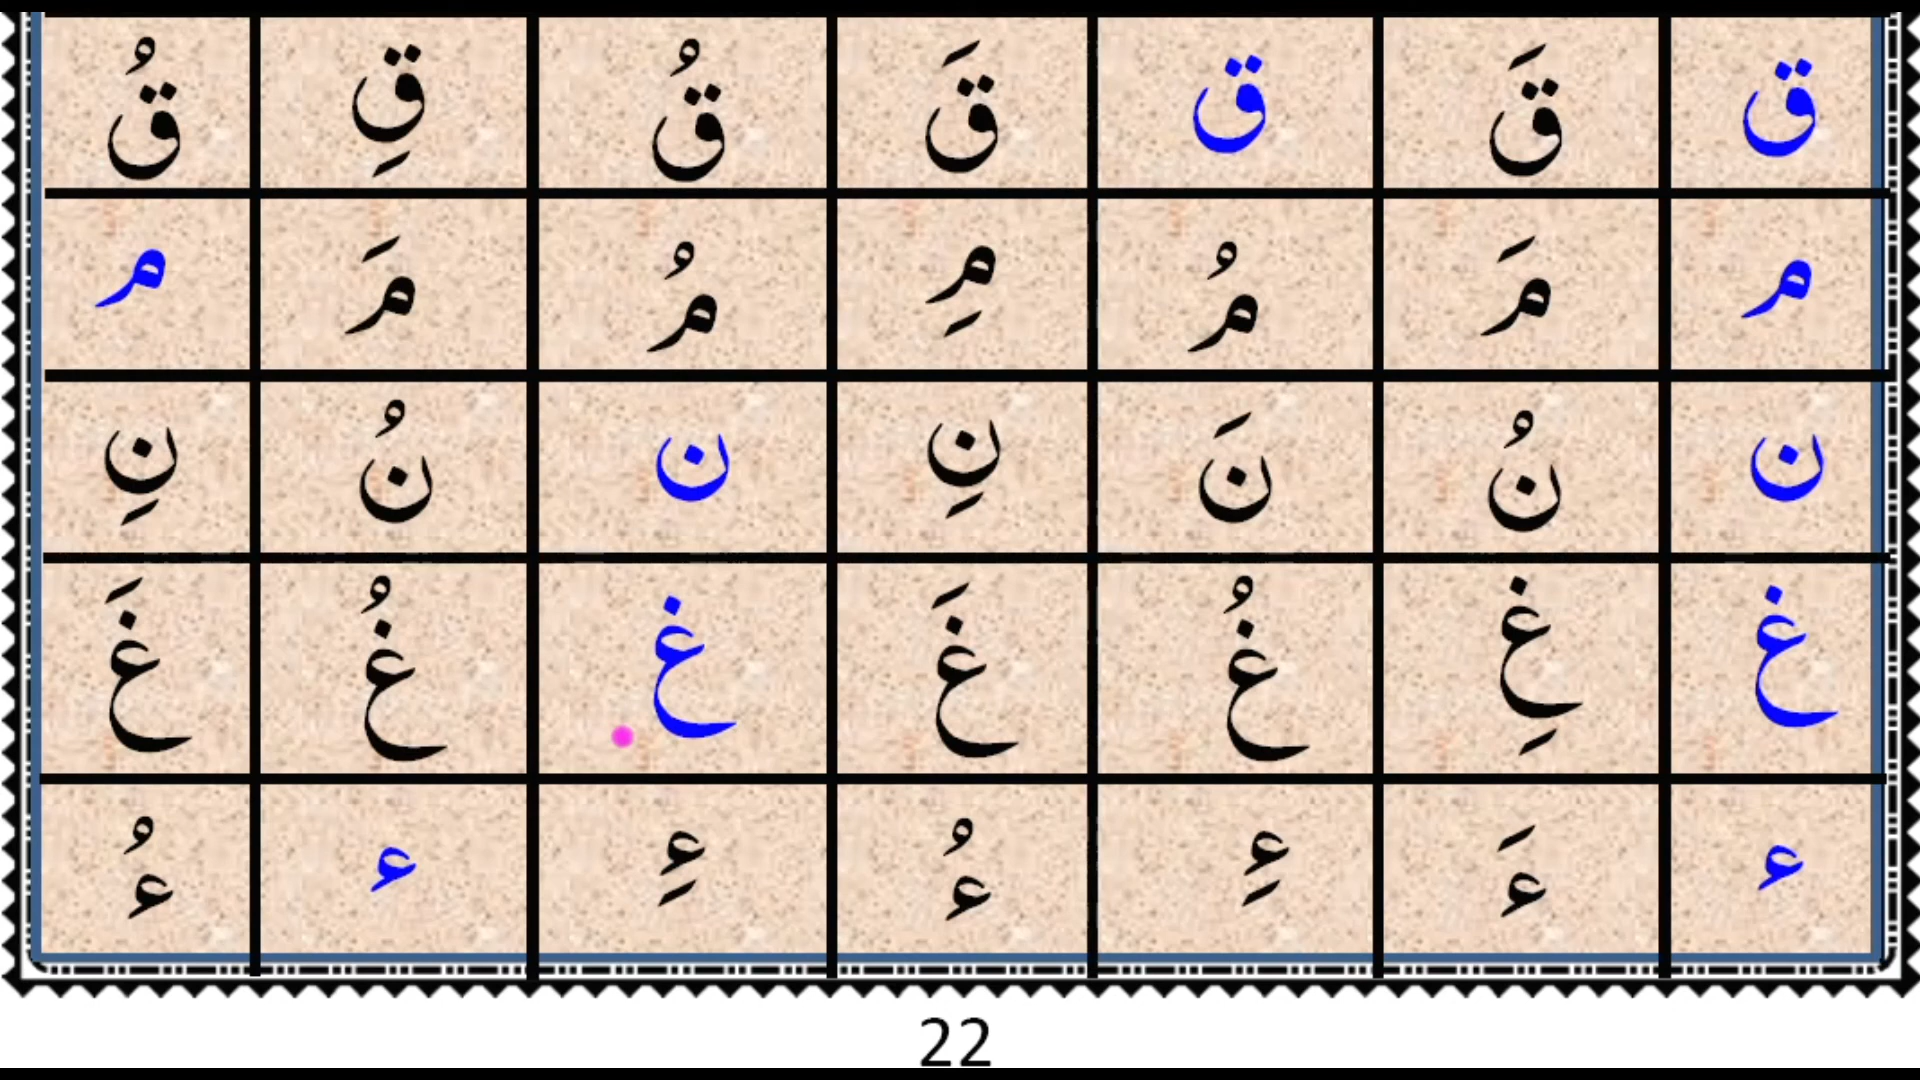 ق قَ ق قَ قُ قِ قُ
م مَ مُ مِ مُ مَ م
ن نُ نَ نِ ن نُ نِ
غ غِ غُ غَ غ غُ غَ
ء ءَ ءِ ءُ ءِ ء ءُ
22